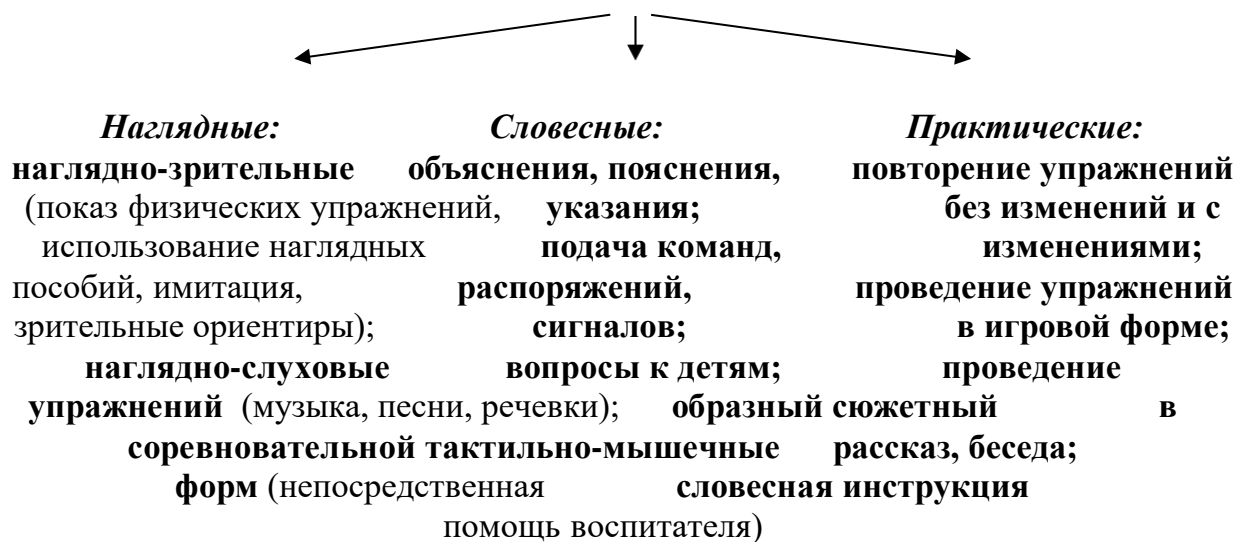 Наглядные: Словесные: Практические:
наглядно-зрительные объяснения, пояснения, повторение упражнений
(показ физических упражнений, указания; без изменений и с
использование наглядных подача команд, изменениями;
пособий, имитация, распоряжений, проведение упражнений
зрительные ориентиры); сигналов; в игровой форме;
наглядно-слуховые вопросы к детям; проведение
упражнений (музыка, песни, речевки); образный сюжетный в
соревновательной тактильно-мышечные рассказ, беседа;
форм (непосредственная словесная инструкция
помощь воспитателя)